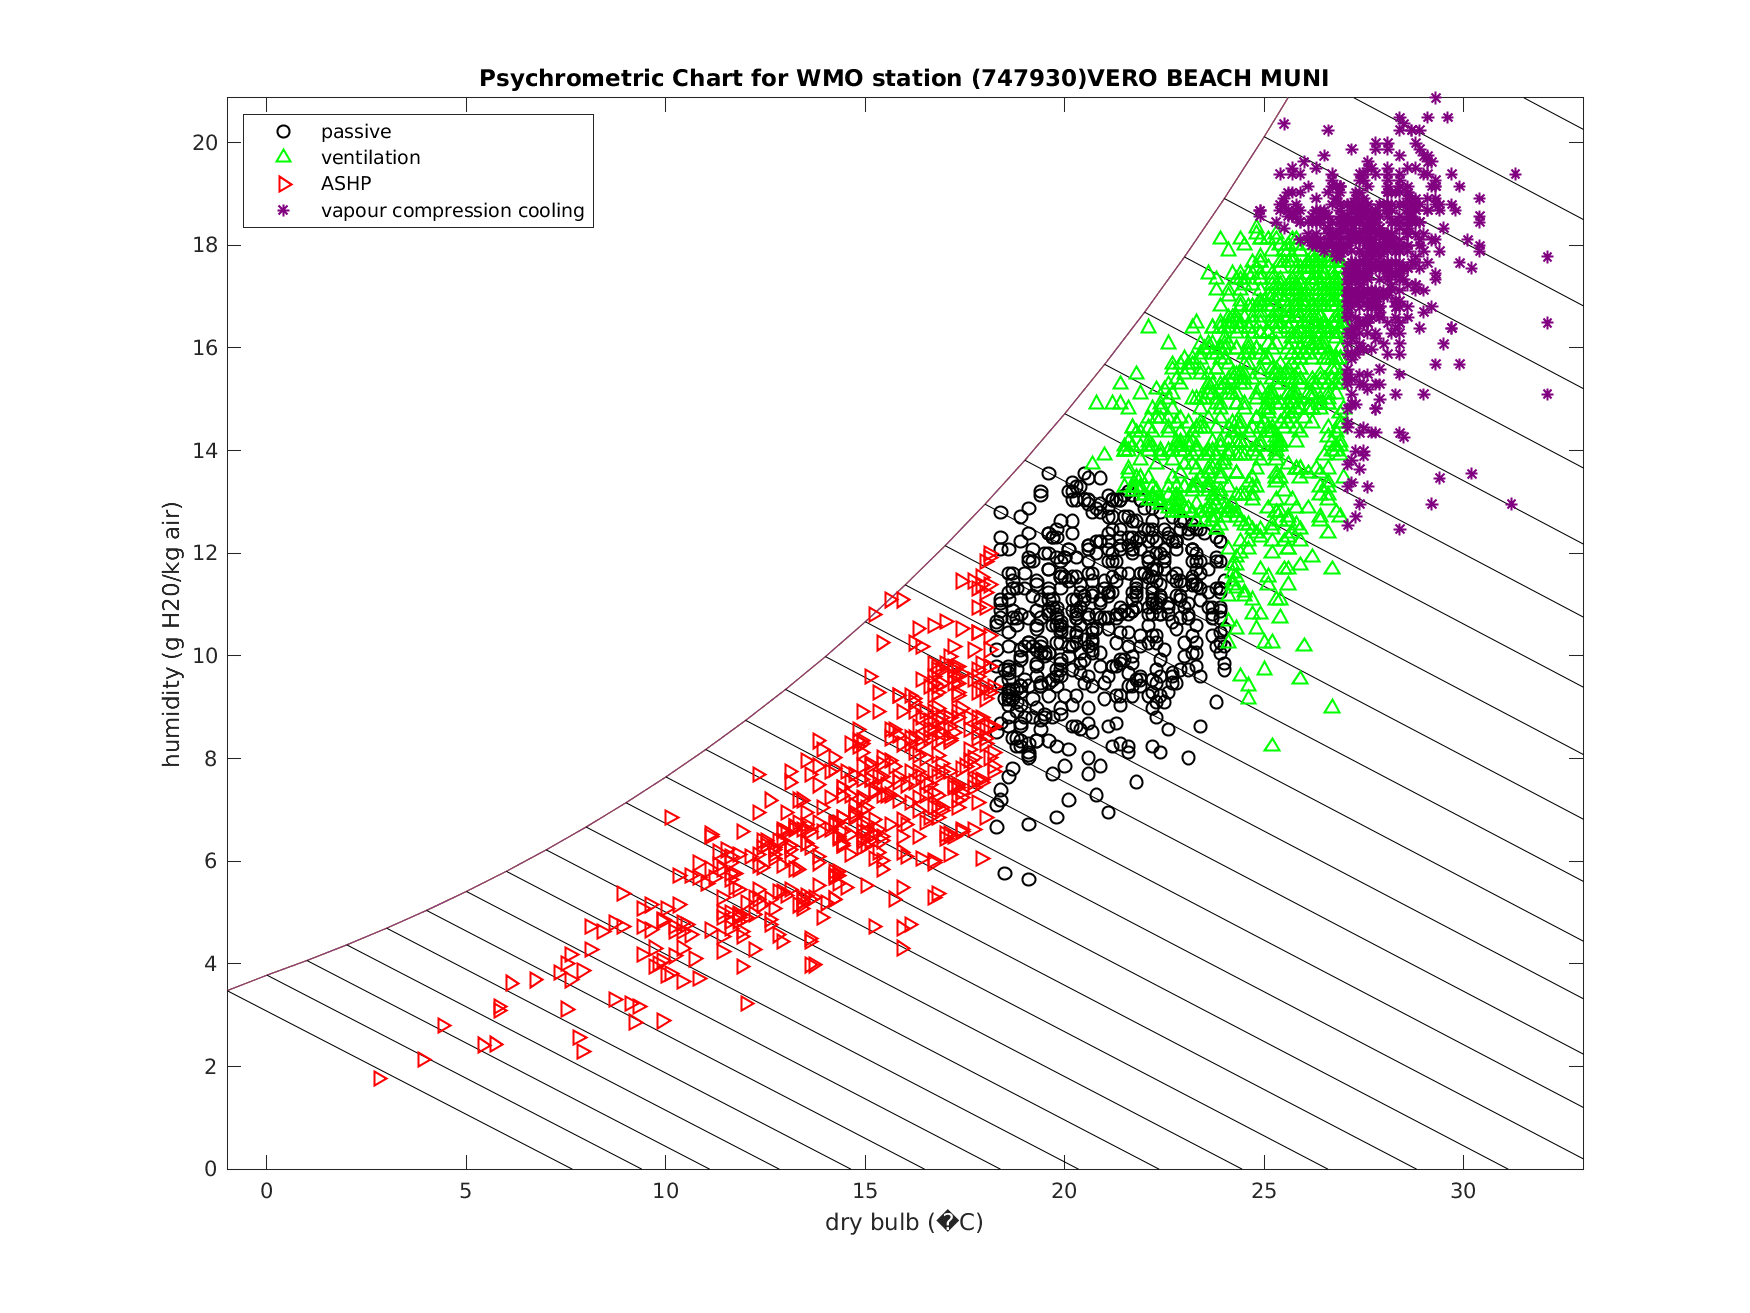 Psychrometric Chart for WMO station (747930)VERO BEACH MUNI
passive
ventilation
ASHP
vapour compression cooling
humidity (g H20/kg air)
20
18
16
14
12
10
8
6
4
2
0
0 5 10 15 20 25 30
dry bulb (�C)